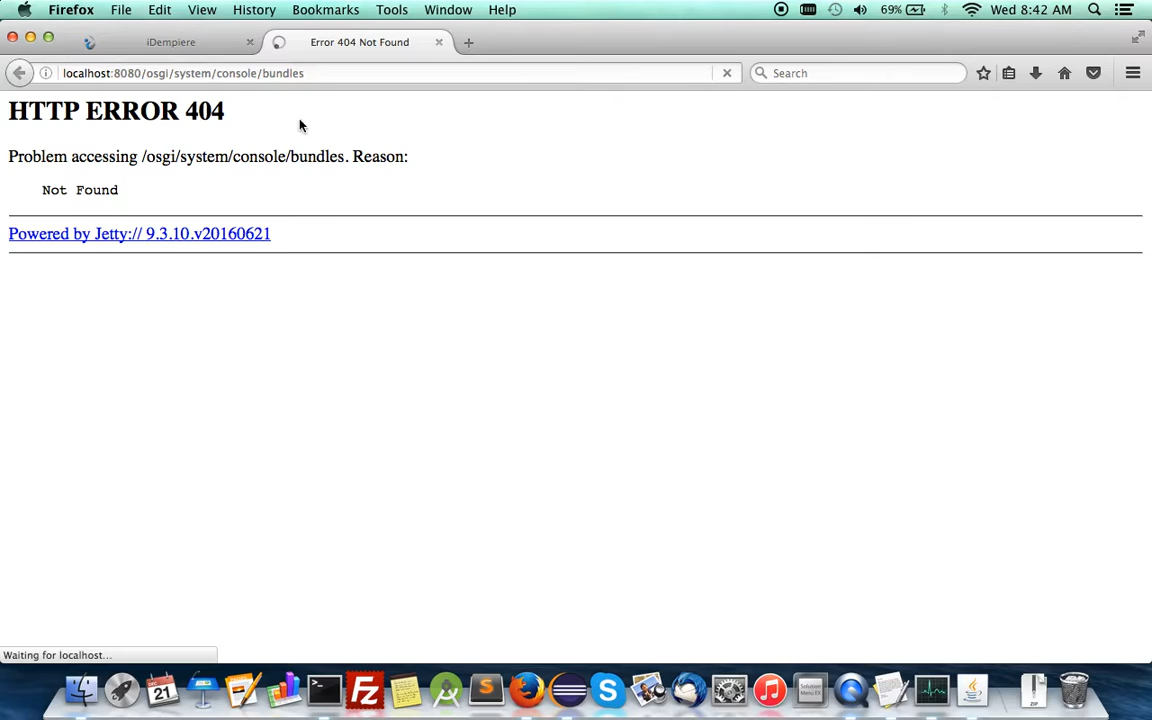 Firefox File Edit View History Bookmarks Tools Window Help 69% Wed 8:42 AM
iDempiere Error 404 Not Found
localhost:8080/osgi/system/console/bundles Search
HTTP ERROR 404
Problem accessing /osgi/system/console/bundles. Reason:
Not Found
Powered by Jetty:// 9.3.10.v20160621
Waiting for localhost...
21
ZIP